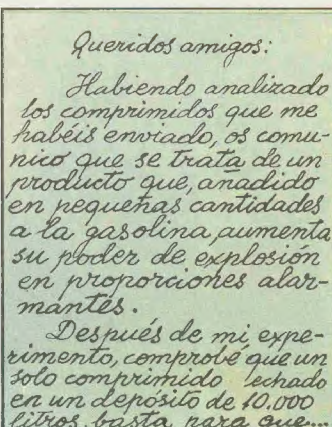 Queridos amigos:
Habiendo analizado
los comprimidos que me
habéis enviado, os comu-
nico que se trata de un
producto que, añadido
en pequeñas cantidades
a la gasolina, aumenta
su poder de explosión
en proporciones alar-
mantes.
Después de mi expe-
rimento, comprobé que un
solo comprimido echado
en un depósito de 10.000
litros, basta para que...